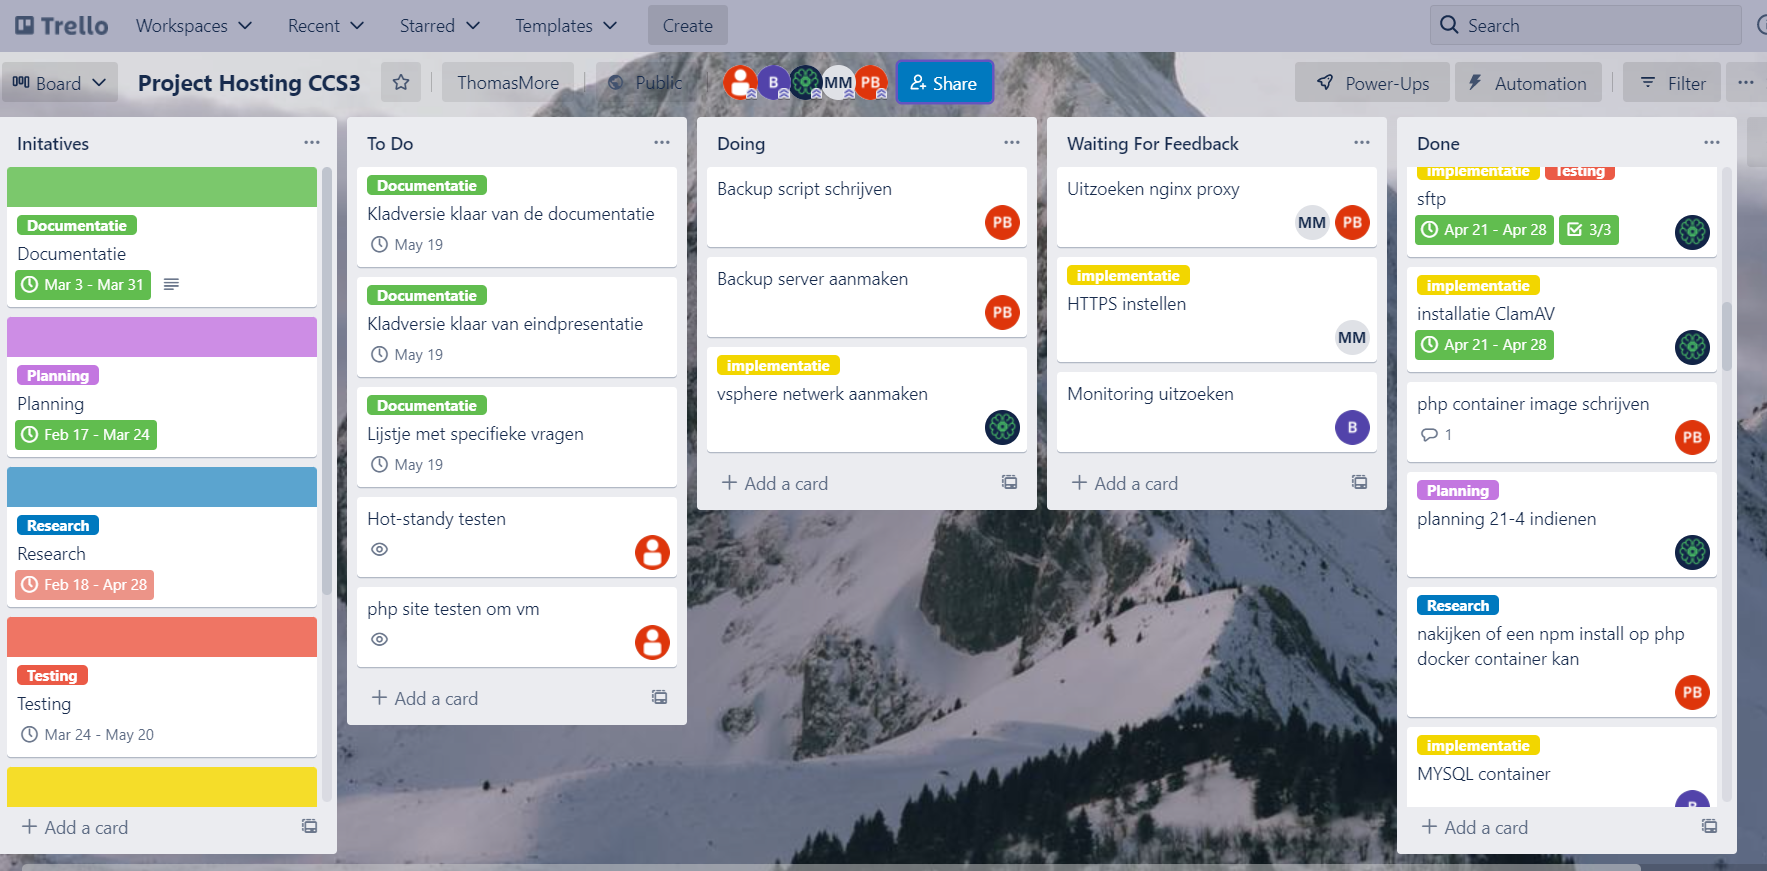 Trello
Workspaces
Recent
Starred
Templates
Create
Search
Board
Project Hosting CCS3
ThomasMore
Public
B
MM
PB
Share
Power-Ups
Automation
Filter
Initatives
Documentatie
Documentatie
Mar 3 - Mar 31
Planning
Planning
Feb 17 - Mar 24
Research
Research
Feb 18 - Apr 28
Testing
Testing
Mar 24 - May 20
Add a card
To Do
Documentatie
Kladversie klaar van de documentatie
May 19
Documentatie
Kladversie klaar van eindpresentatie
May 19
Documentatie
Lijstje met specifieke vragen
May 19
Hot-standy testen
php site testen om vm
Add a card
Doing
Backup script schrijven
PB
Backup server aanmaken
PB
implementatie
vsphere netwerk aanmaken
Add a card
Waiting For Feedback
Uitzoeken nginx proxy
MM PB
implementatie
HTTPS instellen
MM
Monitoring uitzoeken
B
Add a card
Done
implementatie Testing
sftp
Apr 21 - Apr 28 3/3
implementatie
installatie ClamAV
Apr 21 - Apr 28
php container image schrijven
1
PB
Planning
planning 21-4 indienen
Research
nakijken of een npm install op php
docker container kan
PB
implementatie
MYSQL container
B
Add a card